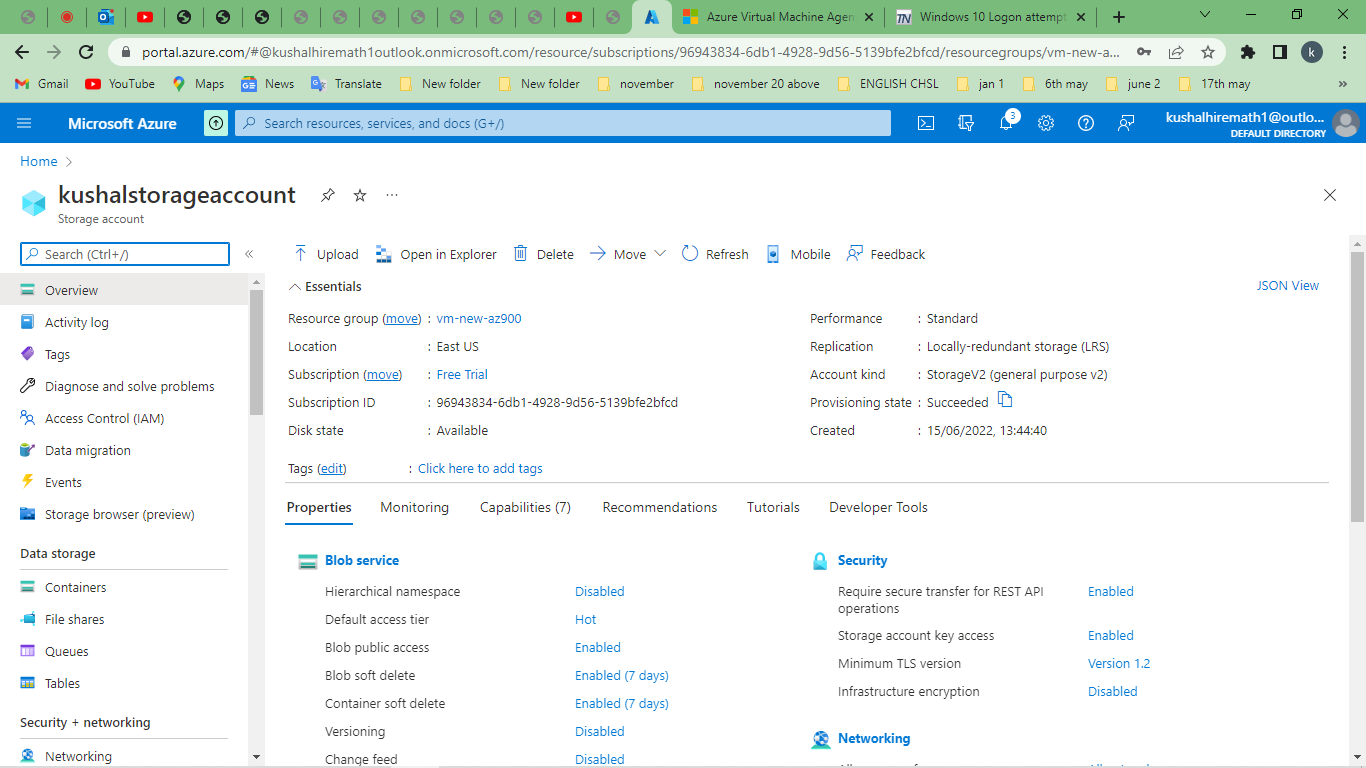 Azure Virtual Machine Agen
Windows 10 Logon attempt
portal.azure.com/#@kushalhiremath1outlook.onmicrosoft.com/resource/subscriptions/96943834-6db1-4928-9d56-5139bfe2bfcd/resourcegroups/vm-new-a...
k
Gmail YouTube Maps News Translate New folder New folder november november 20 above ENGLISH CHSL jan 1 6th may june 2 17th may »
Microsoft Azure
Search resources, services, and docs (G+/)
3
kushalhiremath1@outlo...
DEFAULT DIRECTORY
Home >
kushalstorageaccount
Storage account
Search (Ctrl+/)
«
Overview
Activity log
Tags
Diagnose and solve problems
Access Control (IAM)
Data migration
Events
Storage browser (preview)
Data storage
Containers
File shares
Queues
Tables
Security + networking
Networking
Upload Open in Explorer Delete Move Refresh Mobile Feedback
Essentials
JSON View
Resource group (move) : vm-new-az900
Location : East US
Subscription (move) : Free Trial
Subscription ID : 96943834-6db1-4928-9d56-5139bfe2bfcd
Disk state : Available
Performance : Standard
Replication : Locally-redundant storage (LRS)
Account kind : StorageV2 (general purpose v2)
Provisioning state : Succeeded
Created : 15/06/2022, 13:44:40
Tags (edit) : Click here to add tags
Properties Monitoring Capabilities (7) Recommendations Tutorials Developer Tools
Blob service
Hierarchical namespace Disabled
Default access tier Hot
Blob public access Enabled
Blob soft delete Enabled (7 days)
Container soft delete Enabled (7 days)
Versioning Disabled
Change feed Disabled
Security
Require secure transfer for REST API Enabled
operations
Storage account key access Enabled
Minimum TLS version Version 1.2
Infrastructure encryption Disabled
Networking